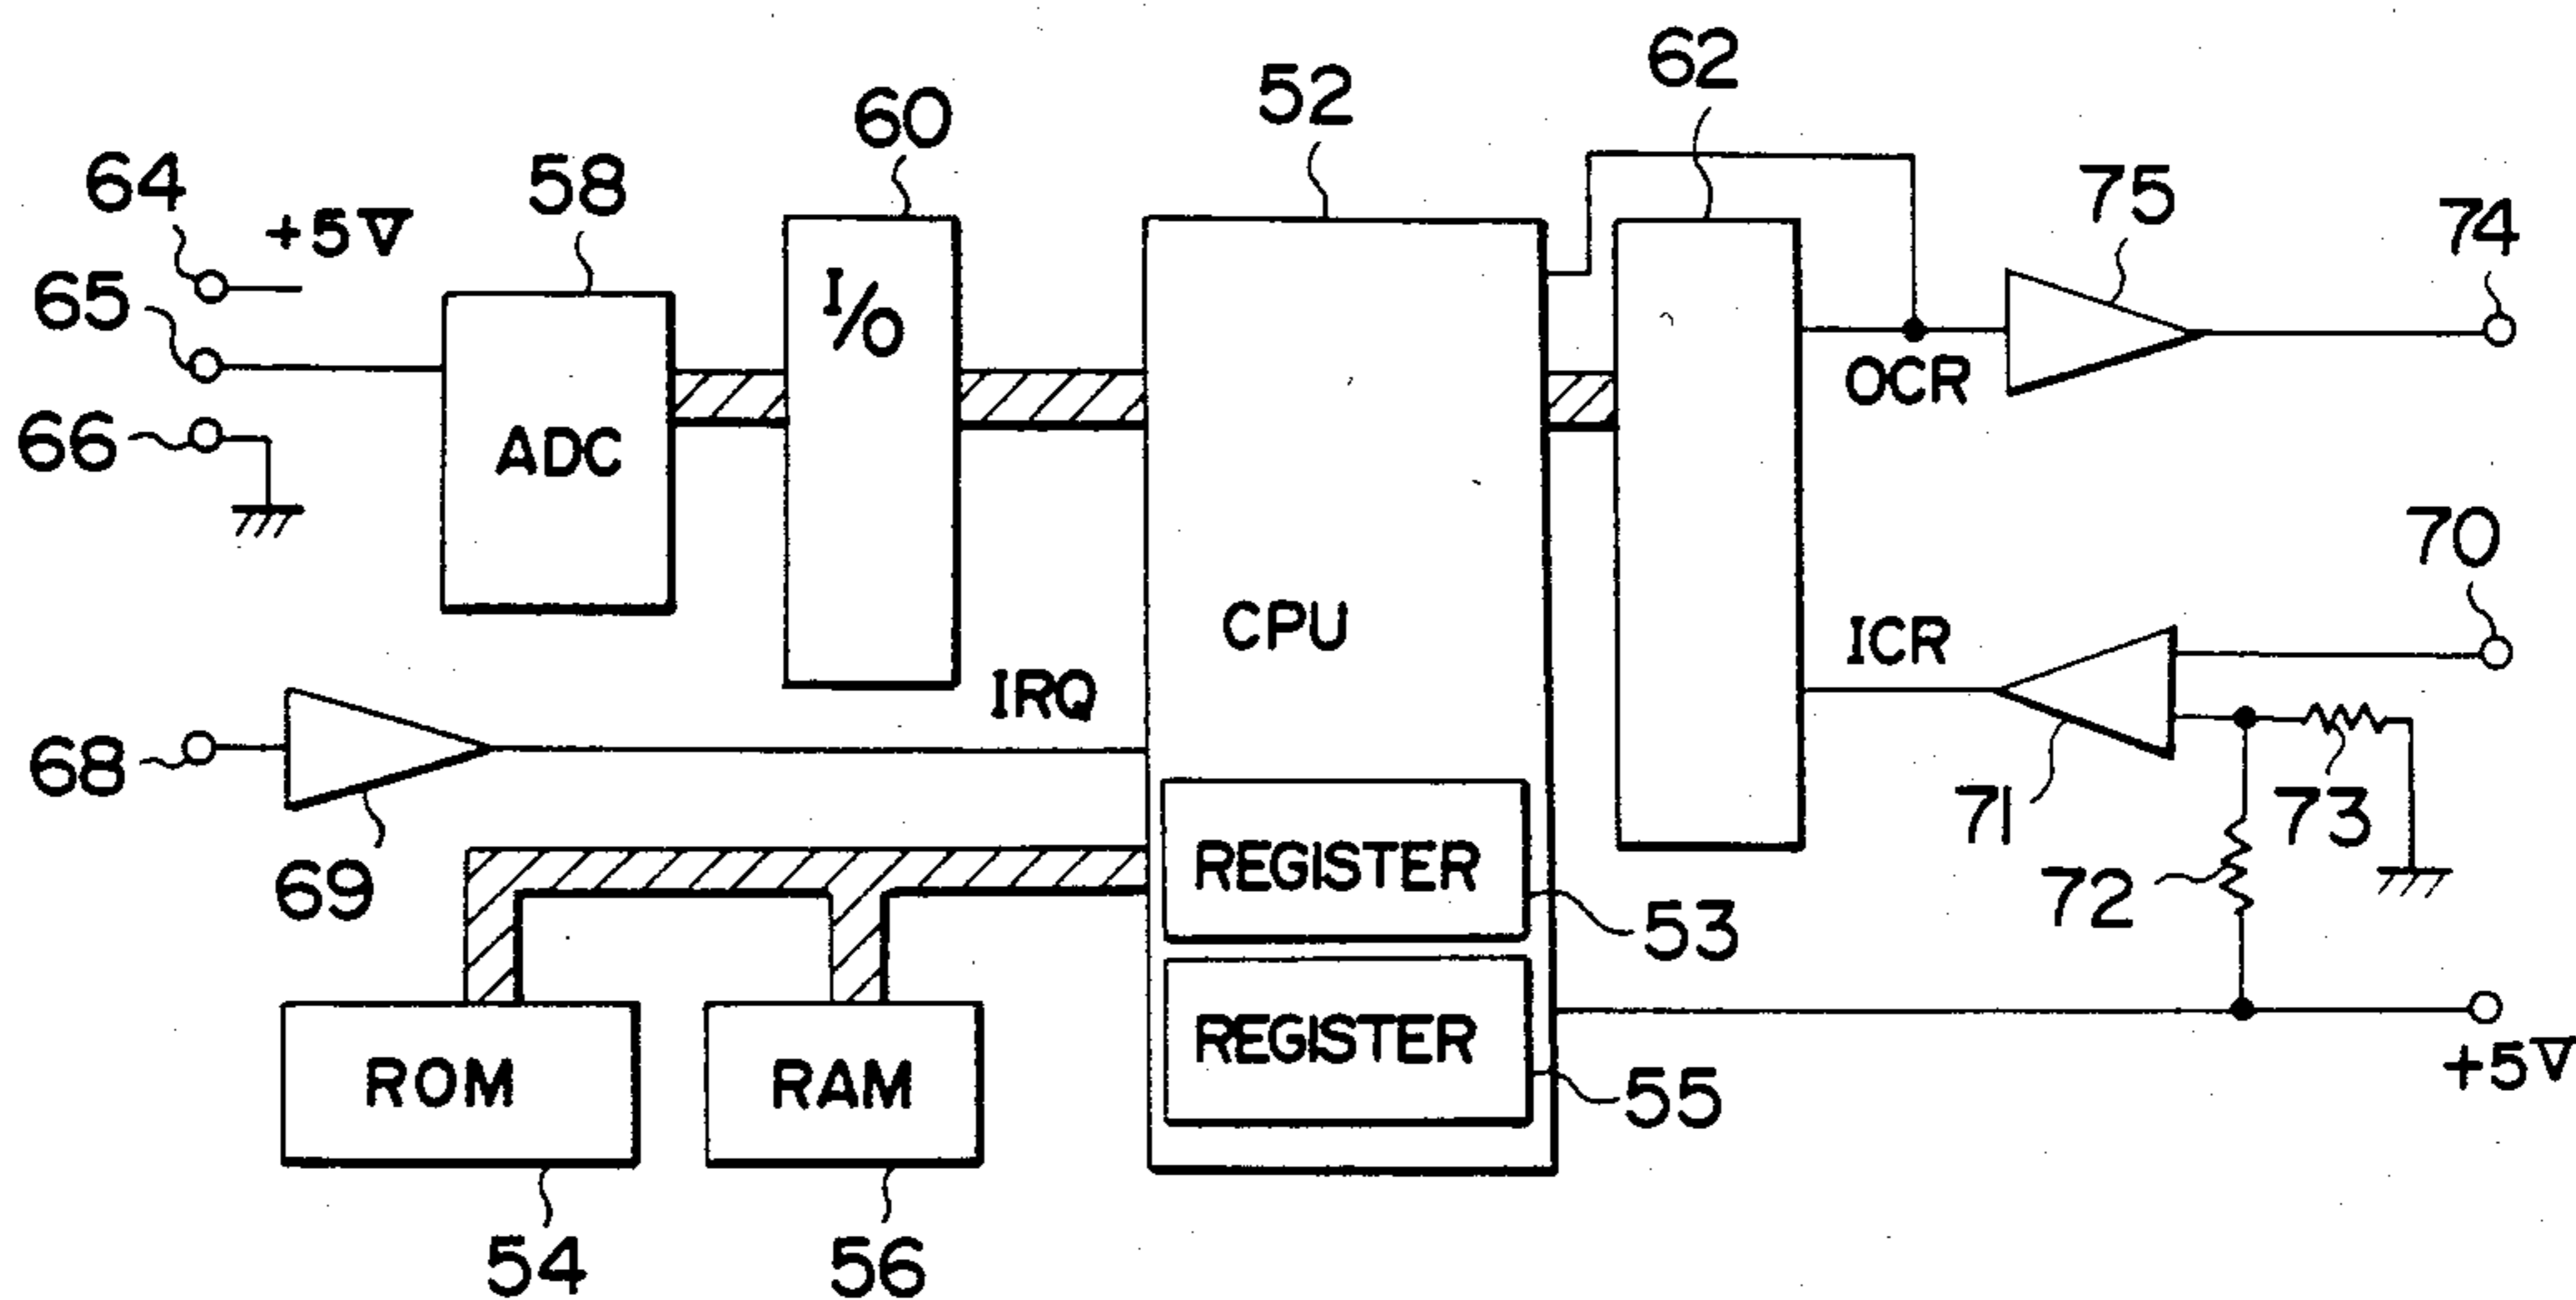 62
52
60
58
64
+5V
75
74
65
I/O
OCR
66
ADC
70
CPU
ICR
IRQ
68
69
71
73
REGISTER
72
53
REGISTER
+5V
ROM
RAM
55
54
56